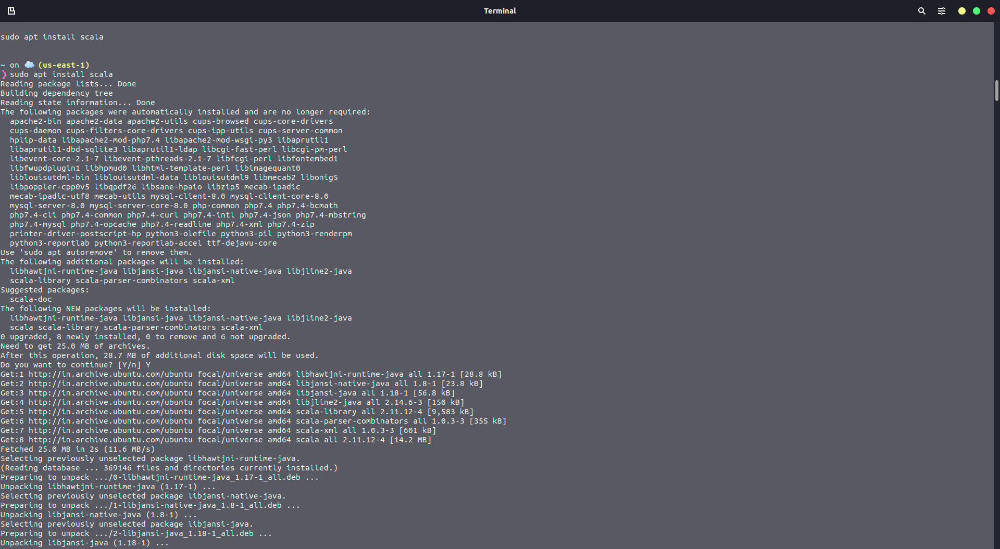 Terminal
sudo apt install scala
~ on ☁️ (us-east-1)
❯ sudo apt install scala
Reading package lists... Done
Building dependency tree
Reading state information... Done
The following packages were automatically installed and are no longer required:
  apache2-bin apache2-data apache2-utils cups-browsed cups-core-drivers
  cups-daemon cups-filters-core-drivers cups-ipp-utils cups-server-common
  hplip-data libapache2-mod-php7.4 libapache2-mod-wsgi-py3 libaprutil1
  libaprutil1-dbd-sqlite3 libaprutil1-ldap libcgi-fast-perl libcgi-pm-perl
  libevent-core-2.1-7 libevent-pthreads-2.1-7 libfcgi-perl libfontembed1
  libfwupdplugin1 libhpmud0 libhtml-template-perl libimagequant0
  liblouisutdml-bin liblouisutdml-data liblouisutdml9 libmecab2 libonig5
  libpoppler-cpp0v5 libqpdf26 libsane-hpaio libzip5 mecab-ipadic
  mecab-ipadic-utf8 mecab-utils mysql-client-8.0 mysql-client-core-8.0
  mysql-server-8.0 mysql-server-core-8.0 php-common php7.4 php7.4-bcmath
  php7.4-cli php7.4-common php7.4-curl php7.4-intl php7.4-json php7.4-mbstring
  php7.4-mysql php7.4-opcache php7.4-readline php7.4-xml php7.4-zip
  printer-driver-postscript-hp python3-olefile python3-pil python3-renderpm
  python3-reportlab python3-reportlab-accel ttf-dejavu-core
Use 'sudo apt autoremove' to remove them.
The following additional packages will be installed:
  libhawtjni-runtime-java libjansi-java libjansi-native-java libjline2-java
  scala-library scala-parser-combinators scala-xml
Suggested packages:
  scala-doc
The following NEW packages will be installed:
  libhawtjni-runtime-java libjansi-java libjansi-native-java libjline2-java
  scala scala-library scala-parser-combinators scala-xml
0 upgraded, 8 newly installed, 0 to remove and 6 not upgraded.
Need to get 25.0 MB of archives.
After this operation, 28.7 MB of additional disk space will be used.
Do you want to continue? [Y/n] Y
Get:1 http://in.archive.ubuntu.com/ubuntu focal/universe amd64 libhawtjni-runtime-java all 1.17-1 [28.8 kB]
Get:2 http://in.archive.ubuntu.com/ubuntu focal/universe amd64 libjansi-native-java all 1.8-1 [23.8 kB]
Get:3 http://in.archive.ubuntu.com/ubuntu focal/universe amd64 libjansi-java all 1.18-1 [56.8 kB]
Get:4 http://in.archive.ubuntu.com/ubuntu focal/universe amd64 libjline2-java all 2.14.6-3 [150 kB]
Get:5 http://in.archive.ubuntu.com/ubuntu focal/universe amd64 scala-library all 2.11.12-4 [9,583 kB]
Get:6 http://in.archive.ubuntu.com/ubuntu focal/universe amd64 scala-parser-combinators all 1.0.3-3 [355 kB]
Get:7 http://in.archive.ubuntu.com/ubuntu focal/universe amd64 scala-xml all 1.0.3-3 [601 kB]
Get:8 http://in.archive.ubuntu.com/ubuntu focal/universe amd64 scala all 2.11.12-4 [14.2 MB]
Fetched 25.0 MB in 2s (11.6 MB/s)
Selecting previously unselected package libhawtjni-runtime-java.
(Reading database ... 369146 files and directories currently installed.)
Preparing to unpack .../0-libhawtjni-runtime-java_1.17-1_all.deb ...
Unpacking libhawtjni-runtime-java (1.17-1) ...
Selecting previously unselected package libjansi-native-java.
Preparing to unpack .../1-libjansi-native-java_1.8-1_all.deb ...
Unpacking libjansi-native-java (1.8-1) ...
Selecting previously unselected package libjansi-java.
Preparing to unpack .../2-libjansi-java_1.18-1_all.deb ...
Unpacking libjansi-java (1.18-1) ...